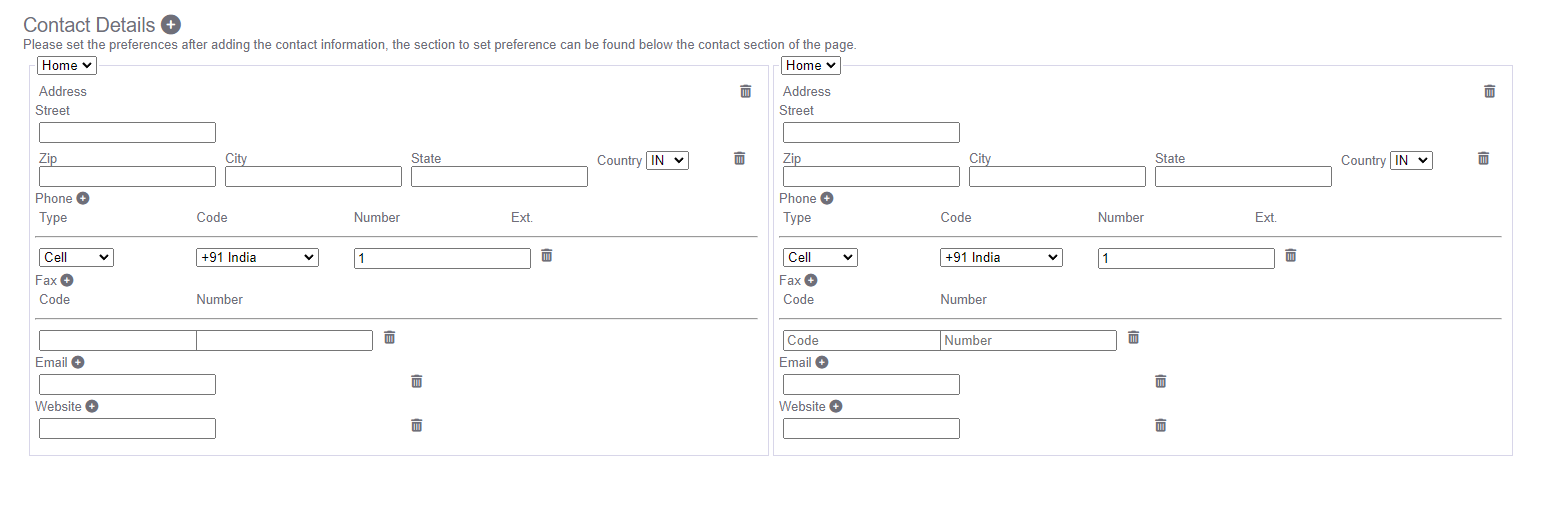 Contact Details
Please set the preferences after adding the contact information, the section to set preference can be found below the contact section of the page.
Home
Address
Street
Zip City State Country IN
Phone
Type Code Number Ext.
Cell +91 India 1
Fax
Code Number
Email
Website
Home
Address
Street
Zip City State Country IN
Phone
Type Code Number Ext.
Cell +91 India 1
Fax
Code Number
Code Number
Email
Website